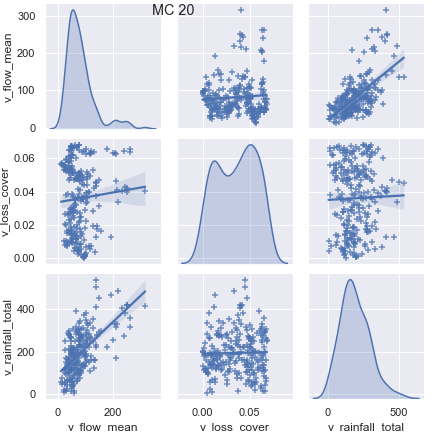 MC 20
v_flow_mean
300
200
100
0
v_loss_cover
0.06
0.04
0.02
0.00
v_rainfall_total
400
200
0
0 200
v_flow_mean
0.00 0.05
v_loss_cover
0 500
v_rainfall_total